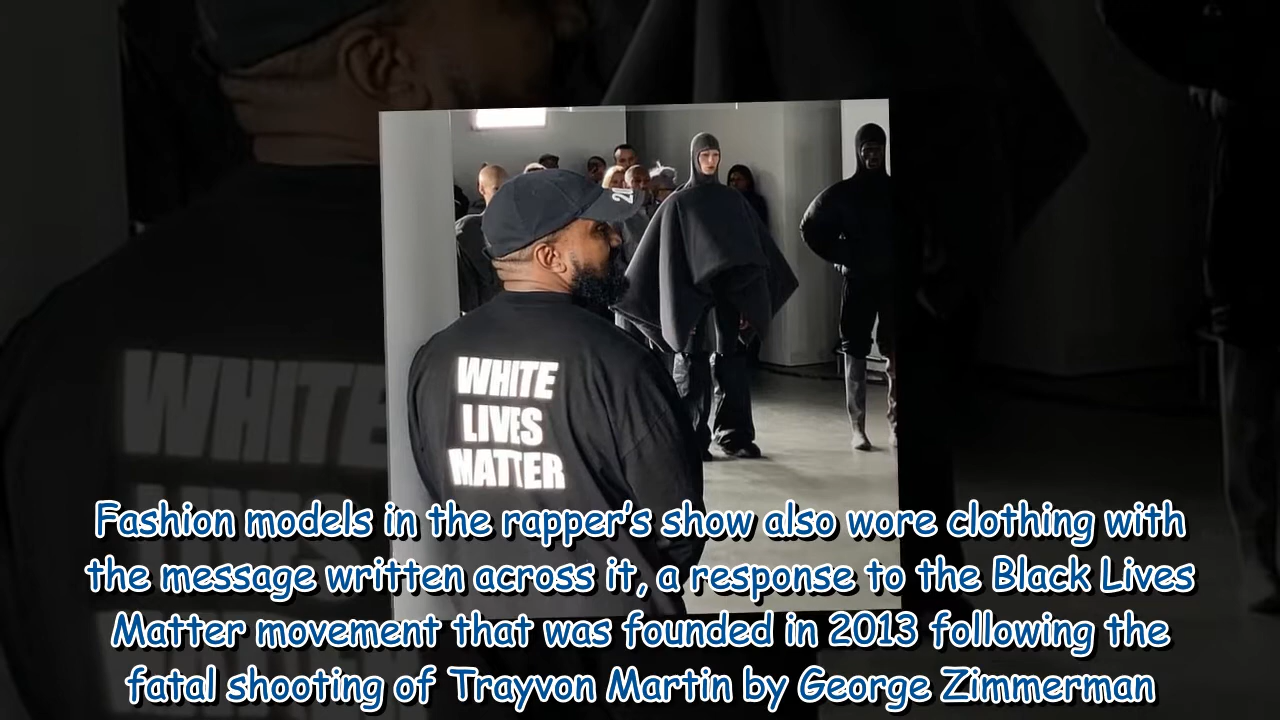 WHITE
LIVES
MATTER
Fashion models in the rapper’s show also wore clothing with
the message written across it, a response to the Black Lives
Matter movement that was founded in 2013 following the
fatal shooting of Trayvon Martin by George Zimmerman